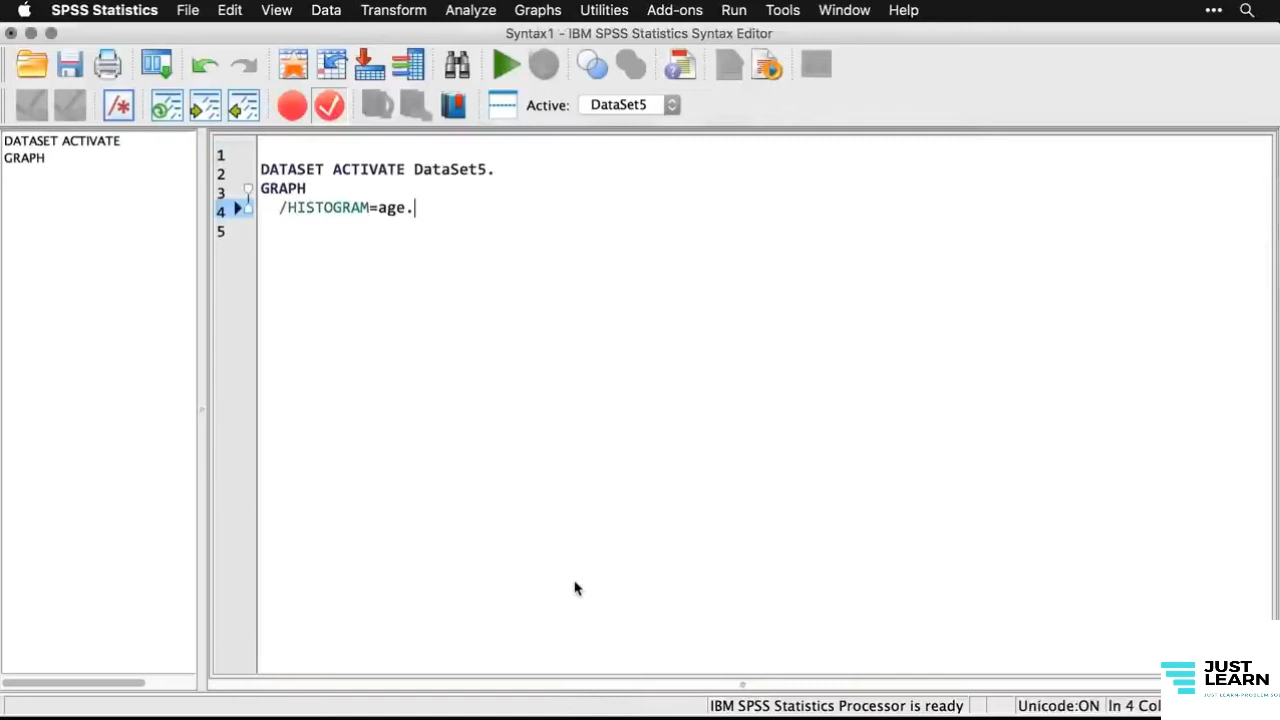 SPSS Statistics File Edit View Data Transform Analyze Graphs Utilities Add-ons Run Tools Window Help
Syntax1 - IBM SPSS Statistics Syntax Editor
Active: DataSet5
DATASET ACTIVATE
GRAPH
1
2 DATASET ACTIVATE DataSet5.
3 GRAPH
4 /HISTOGRAM=age.
5
JUST
LEARN
IBM SPSS Statistics Processor is ready Unicode:ON In 4 Col